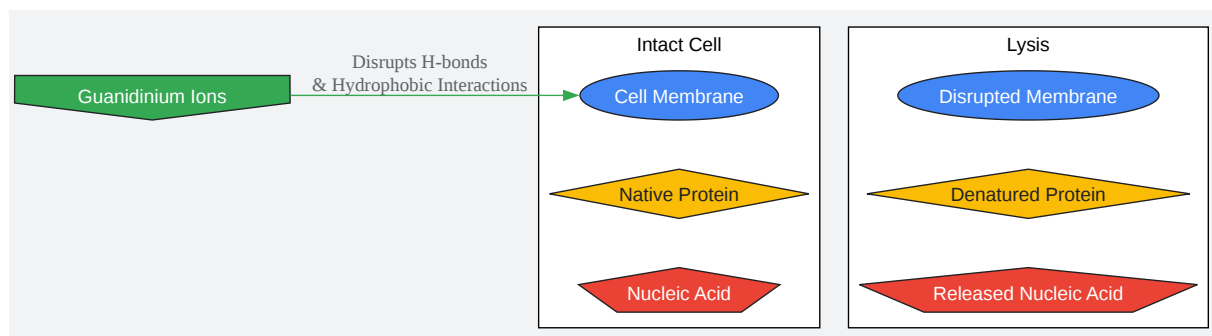 Guanidinium Ions
Disrupts H-bonds
& Hydrophobic Interactions
Intact Cell
Cell Membrane
Native Protein
Nucleic Acid
Lysis
Disrupted Membrane
Denatured Protein
Released Nucleic Acid